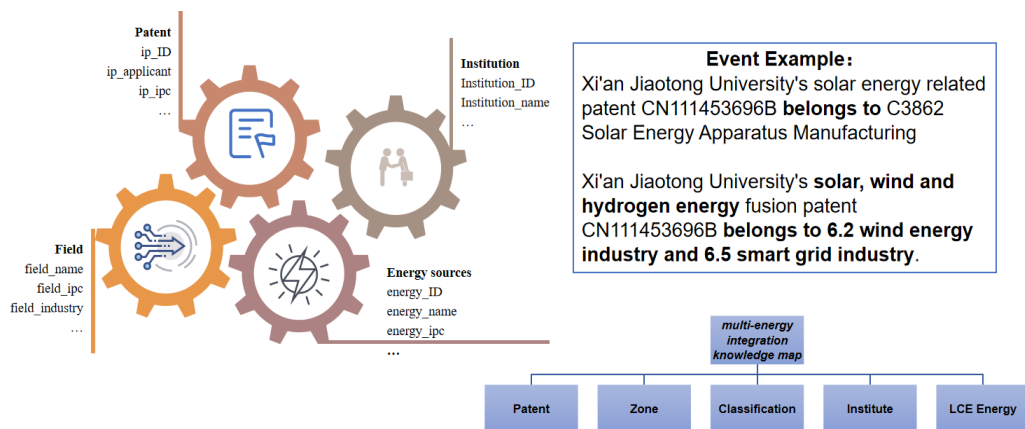 Patent
ip_ID
ip_applicant
ip_ipc
...
Institution
Institution_ID
Institution_name
...
Field
field_name
field_ipc
field_industry
...
Energy sources
energy_ID
energy_name
energy_ipc
...
Event Example：
Xi'an Jiaotong University's solar energy related
patent CN111453696B belongs to C3862
Solar Energy Apparatus Manufacturing
Xi'an Jiaotong University's solar, wind and
hydrogen energy fusion patent
CN111453696B belongs to 6.2 wind energy
industry and 6.5 smart grid industry.
multi-energy
integration
knowledge map
Patent
Zone
Classification
Institute
LCE Energy